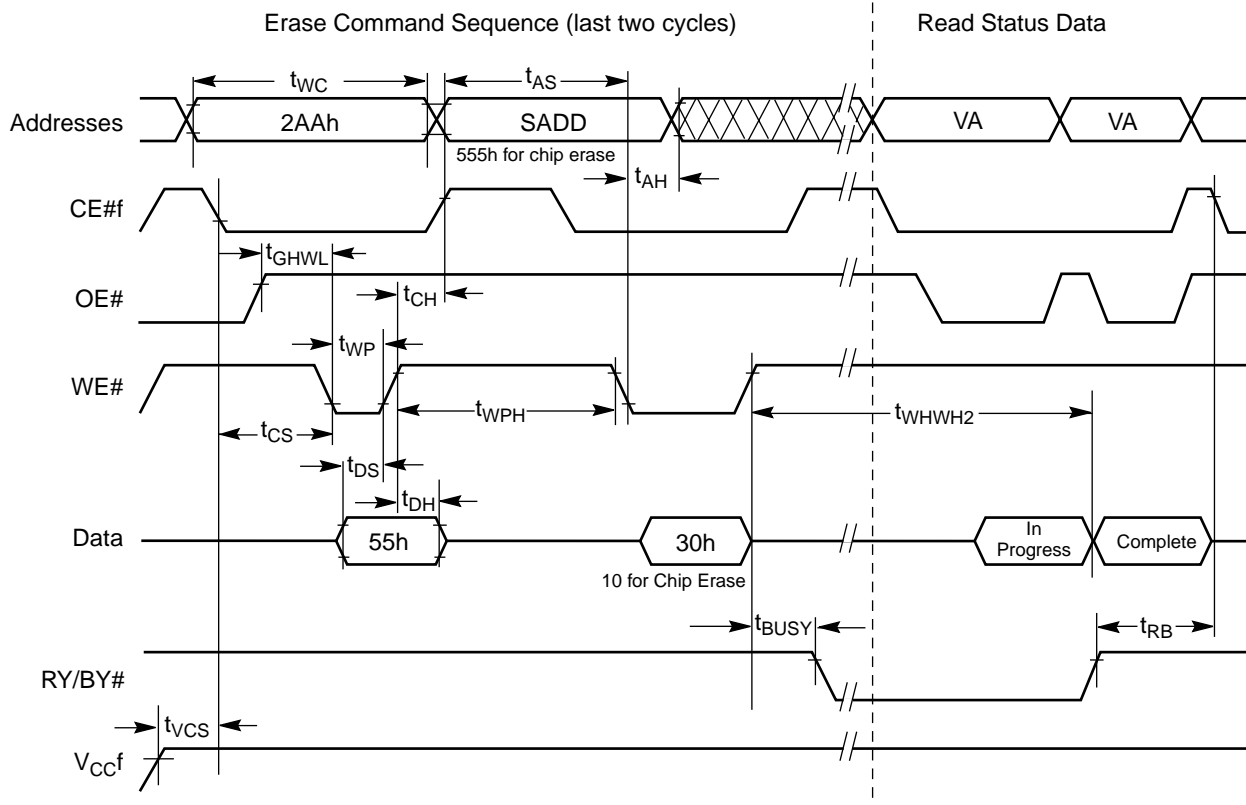 Erase Command Sequence (last two cycles)
Read Status Data
tWC
tAS
Addresses
2AAh
SADD
VA
VA
555h for chip erase
tAH
CE#f
tGHWL
OE#
tCH
tWP
WE#
tWPH
tWHWH2
tCS
tDS
tDH
Data
55h
30h
In
Progress
Complete
10 for Chip Erase
tBUSY
tRB
RY/BY#
tVCS
VCCf